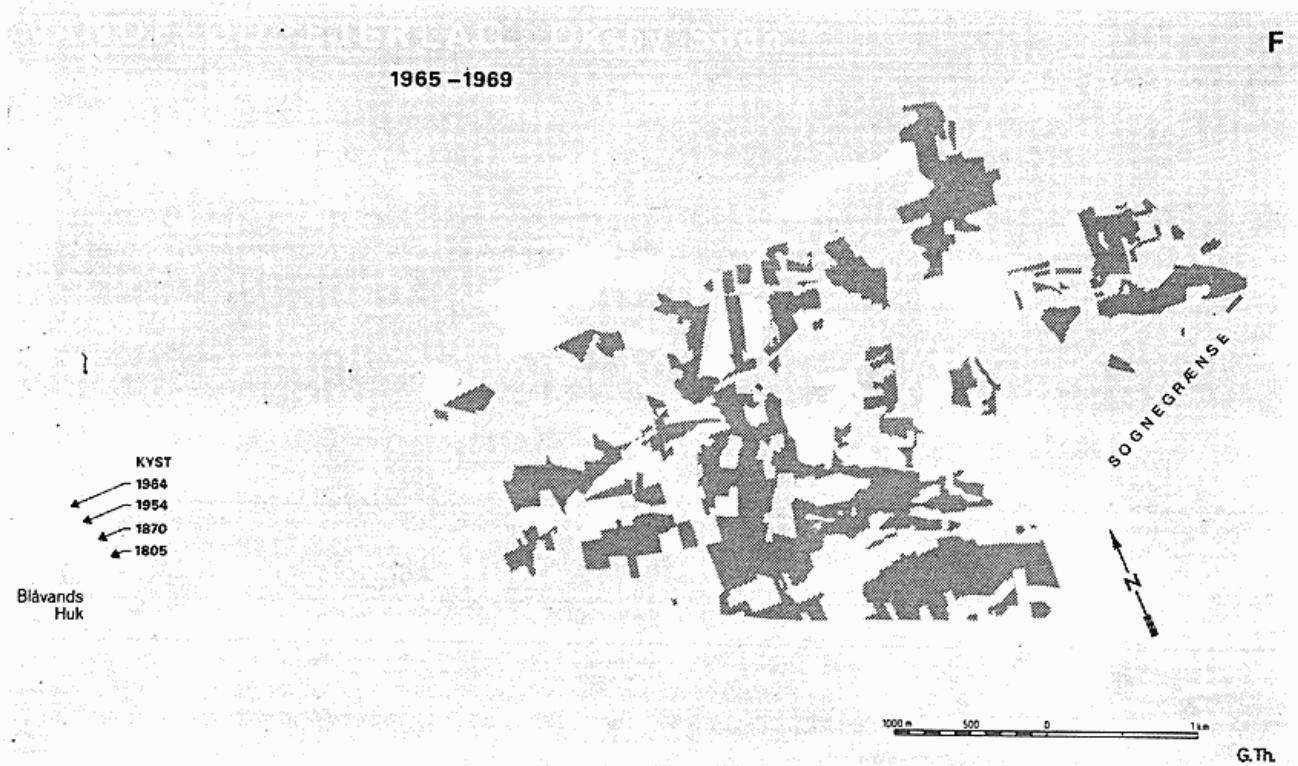 F
1965 – 1969
SOGNEGRÆNSE
KYST
1964
1954
1870
1805
Blåvands
Huk
N
1000 m 500 0 1 km
G.Th.